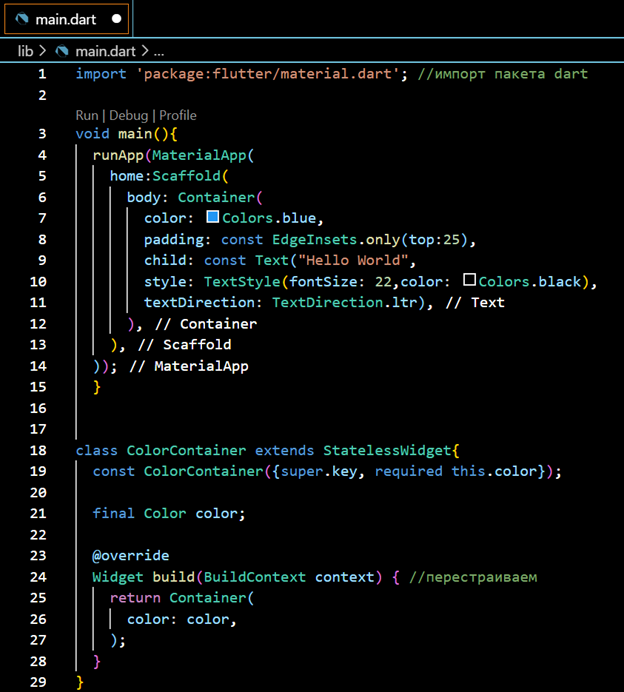 main.dart
lib > main.dart > ...
1 import 'package:flutter/material.dart'; //импорт пакета dart
2
Run | Debug | Profile
3 void main(){
4   runApp(MaterialApp(
5     home:Scaffold(
6       body: Container(
7         color: Colors.blue,
8         padding: const EdgeInsets.only(top:25),
9         child: const Text("Hello World",
10         style: TextStyle(fontSize: 22,color: Colors.black),
11         textDirection: TextDirection.ltr), // Text
12       ), // Container
13     ), // Scaffold
14   )); // MaterialApp
15   }
16
17
18 class ColorContainer extends StatelessWidget{
19   const ColorContainer({super.key, required this.color});
20
21   final Color color;
22
23   @override
24   Widget build(BuildContext context) { //перестраиваем
25     return Container(
26       color: color,
27     );
28   }
29 }